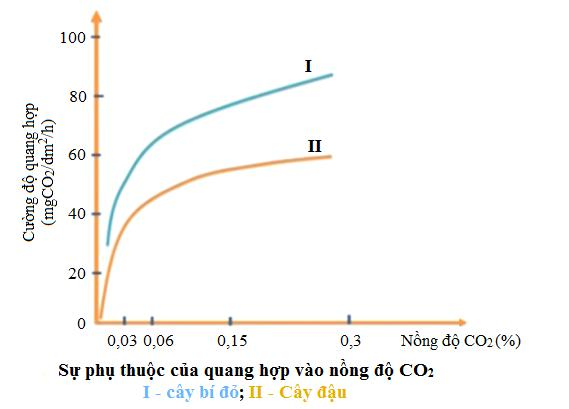 Cường độ quang hợp
(mgCO2/dm²/h)
100
80
60
40
20
0
I
II
0,03 0,06 0,15 0,3 Nồng độ CO2 (%)
Sự phụ thuộc của quang hợp vào nồng độ CO2
I - cây bí đỏ; II - Cây đậu